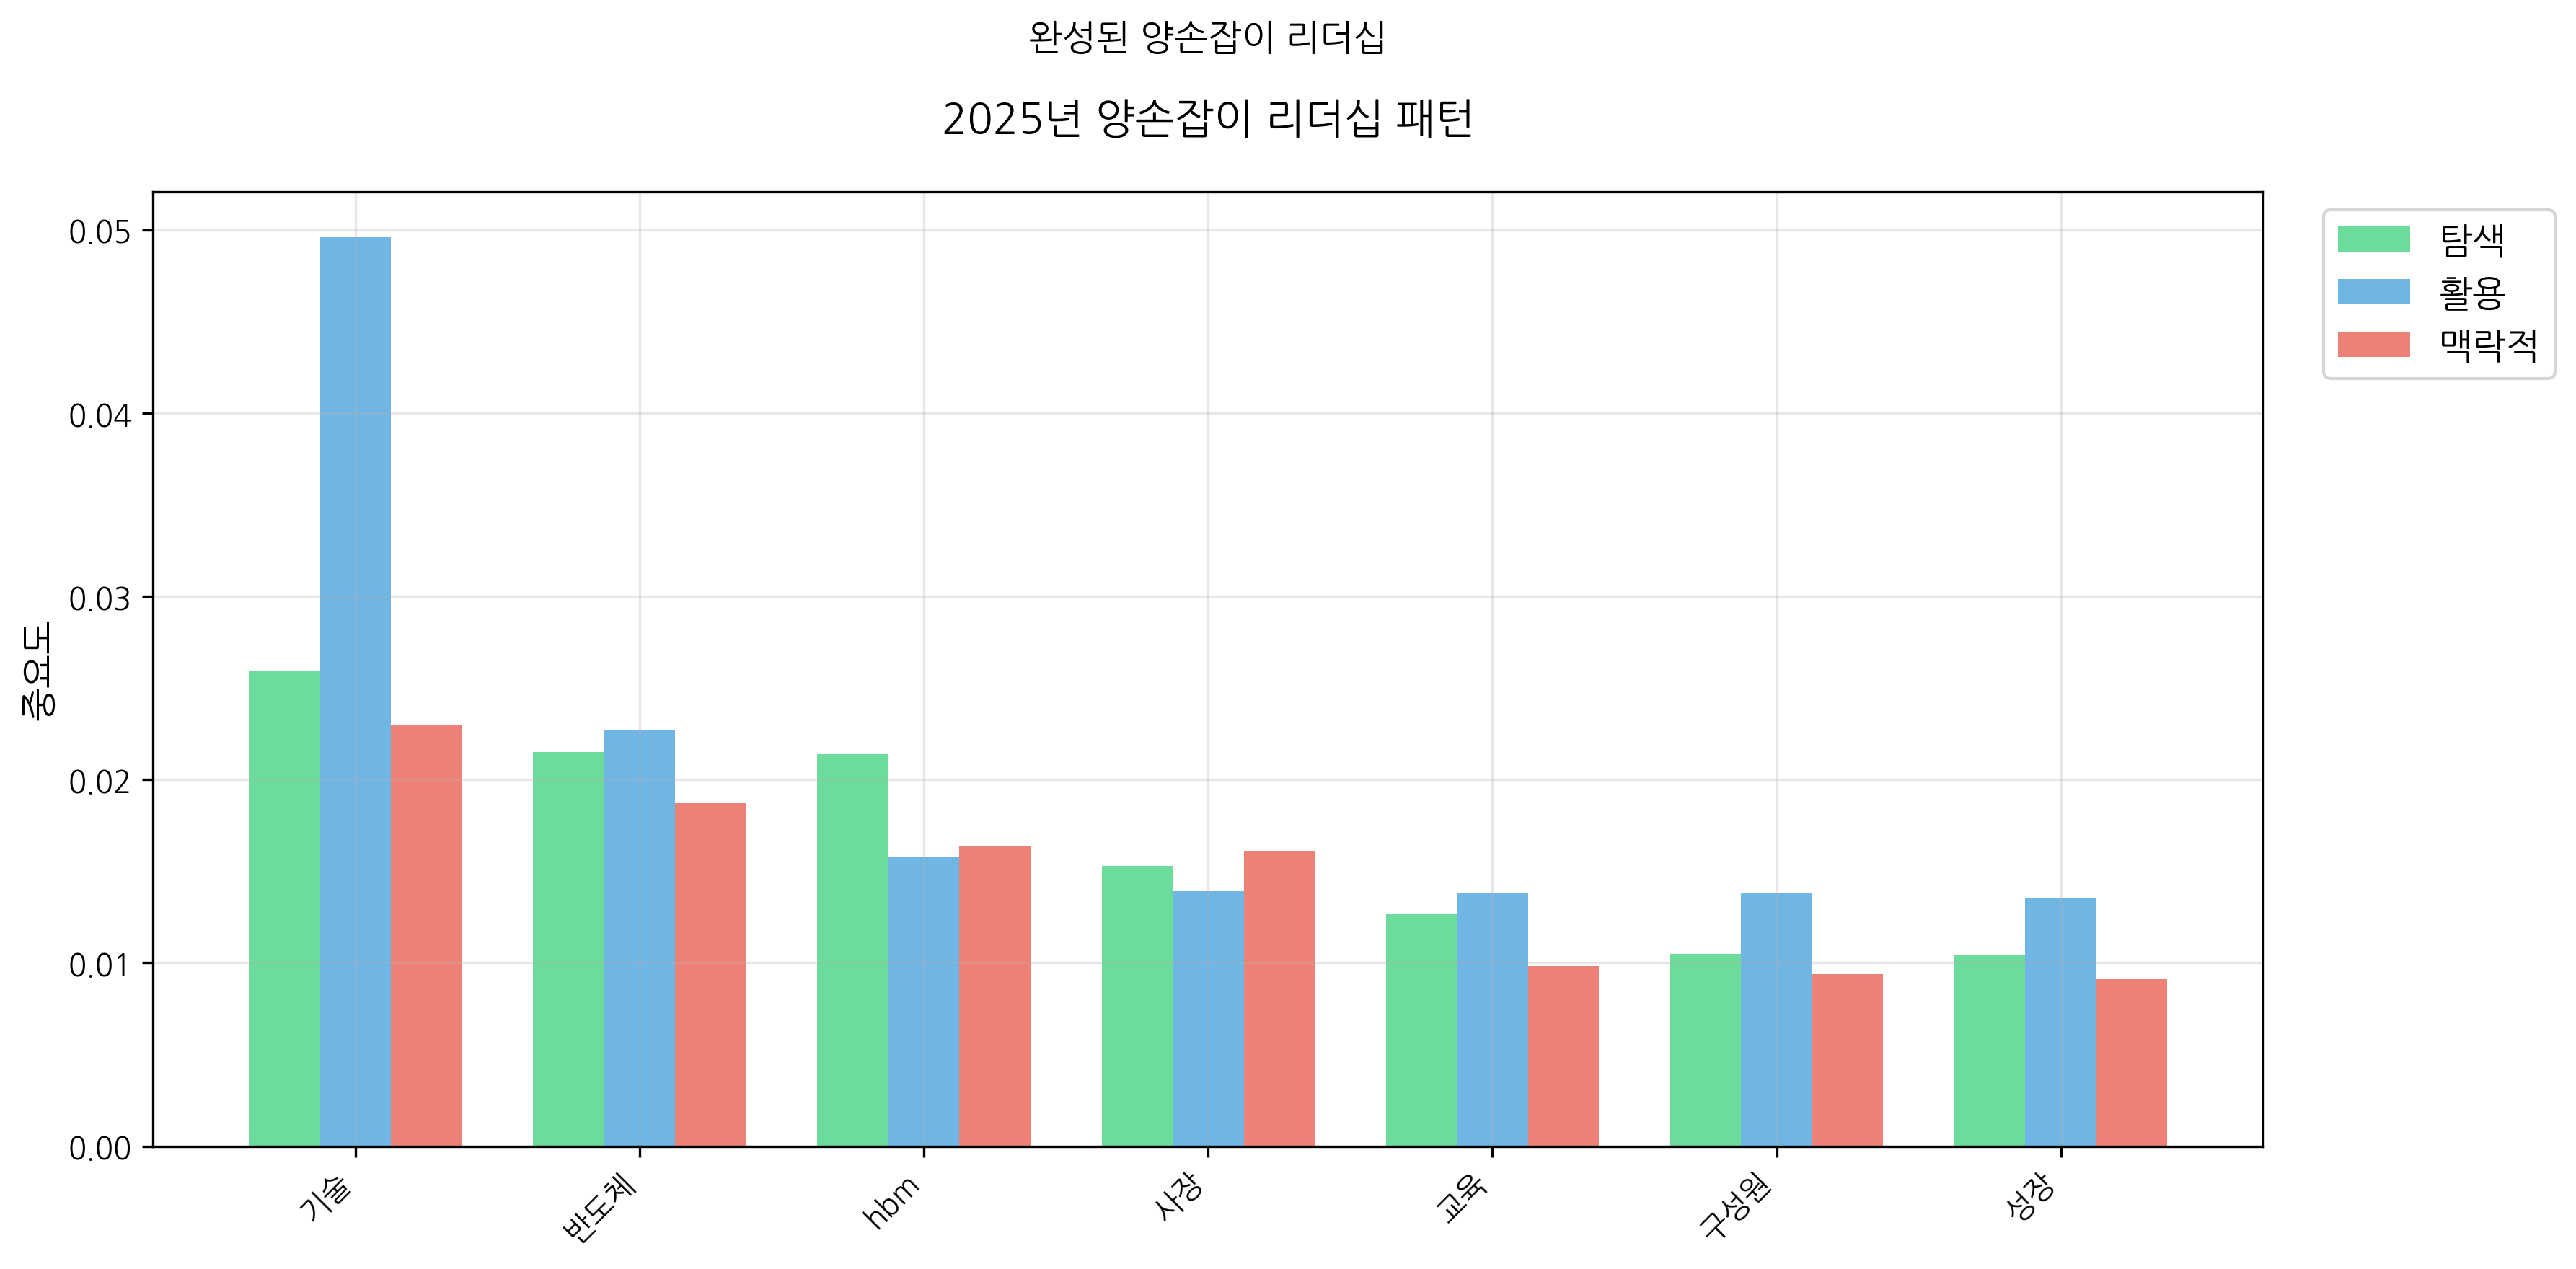 완성된 양손잡이 리더십
2025년 양손잡이 리더십 패턴
중요도
0.05
0.04
0.03
0.02
0.01
0.00
기술
반도체
hbm
사장
교육
구성원
성장
탐색
활용
맥락적